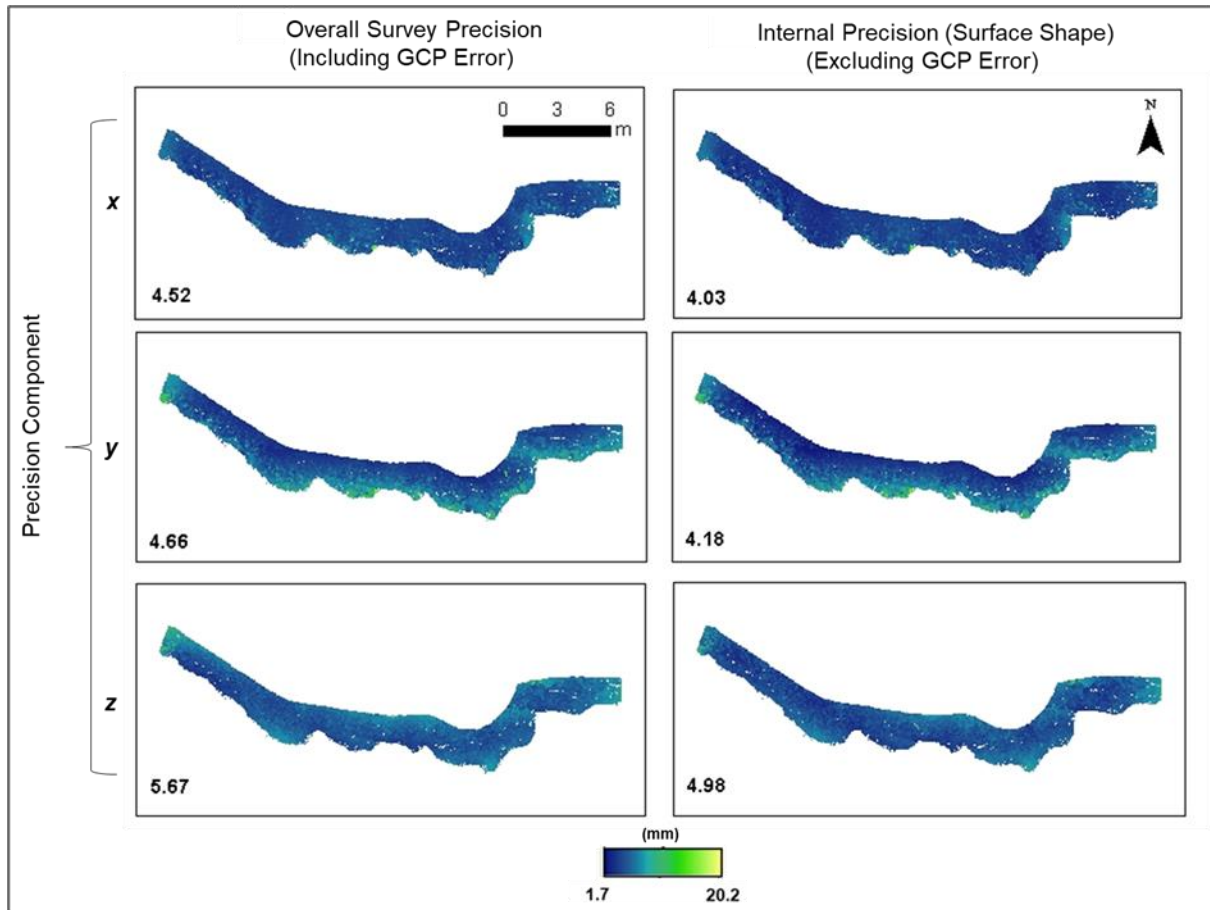 Overall Survey Precision
(Including GCP Error)
Internal Precision (Surface Shape)
(Excluding GCP Error)
Precision Component
x
0 3 6
m
4.52
N
4.03
y
4.66
4.18
z
5.67
4.98
(mm)
1.7 20.2